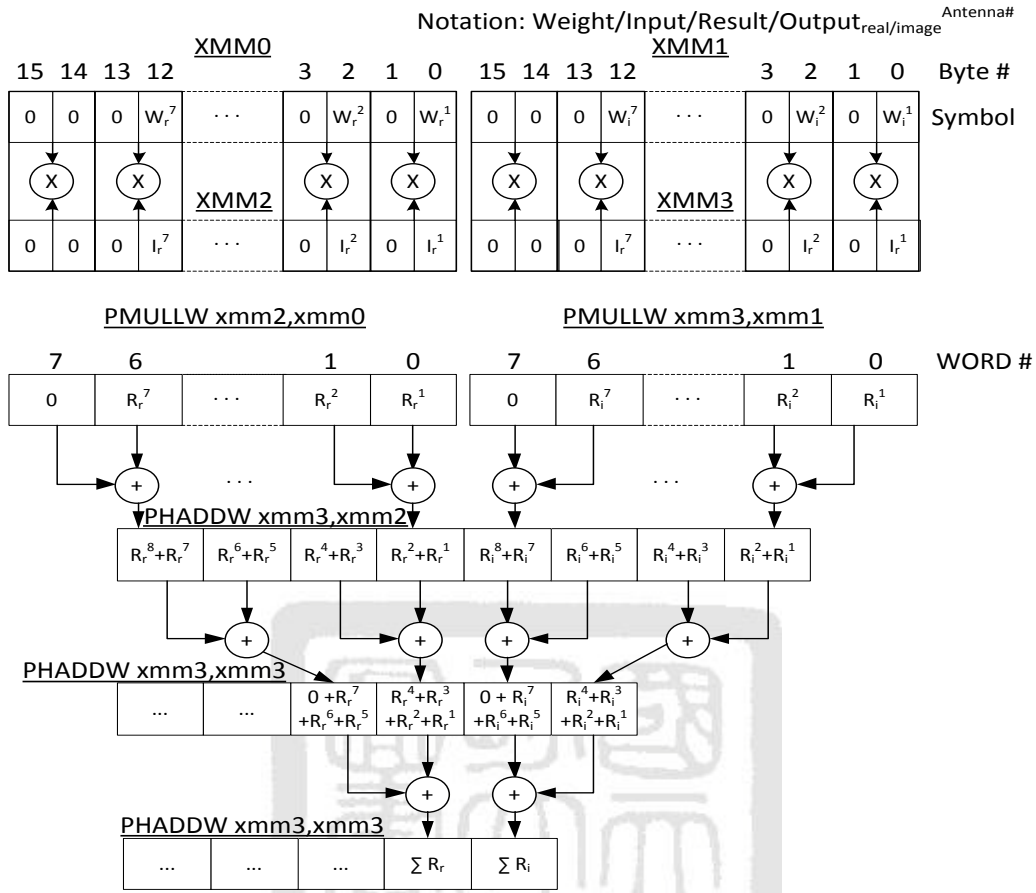 Notation: Weight/Input/Result/Output_real/image^Antenna#
XMM0 XMM1
15 14 13 12 3 2 1 0 15 14 13 12 3 2 1 0 Byte #
0 0 0 W_r^7 ... 0 W_r^2 0 W_r^1 0 0 0 W_i^7 ... 0 W_i^2 0 W_i^1 Symbol
X X X X X X X X
XMM2 XMM3
0 0 0 I_r^7 ... 0 I_r^2 0 I_r^1 0 0 0 I_r^7 ... 0 I_r^2 0 I_r^1
PMULLW xmm2,xmm0 PMULLW xmm3,xmm1
7 6 1 0 7 6 1 0 WORD #
0 R_r^7 ... R_r^2 R_r^1 0 R_i^7 ... R_i^2 R_i^1
+ ... + + ... +
PHADDW xmm3,xmm2
R_r^8+R_r^7 R_r^6+R_r^5 R_r^4+R_r^3 R_r^2+R_r^1 R_i^8+R_i^7 R_i^6+R_i^5 R_i^4+R_i^3 R_i^2+R_i^1
+ + + +
PHADDW xmm3,xmm3
... ... 0 +R_r^7 R_r^4+R_r^3 0 + R_i^7 R_i^4+R_i^3
+R_r^6+R_r^5 +R_r^2+R_r^1 +R_i^6+R_i^5 +R_i^2+R_i^1
+ +
PHADDW xmm3,xmm3
... ... ... ∑ R_r ∑ R_i